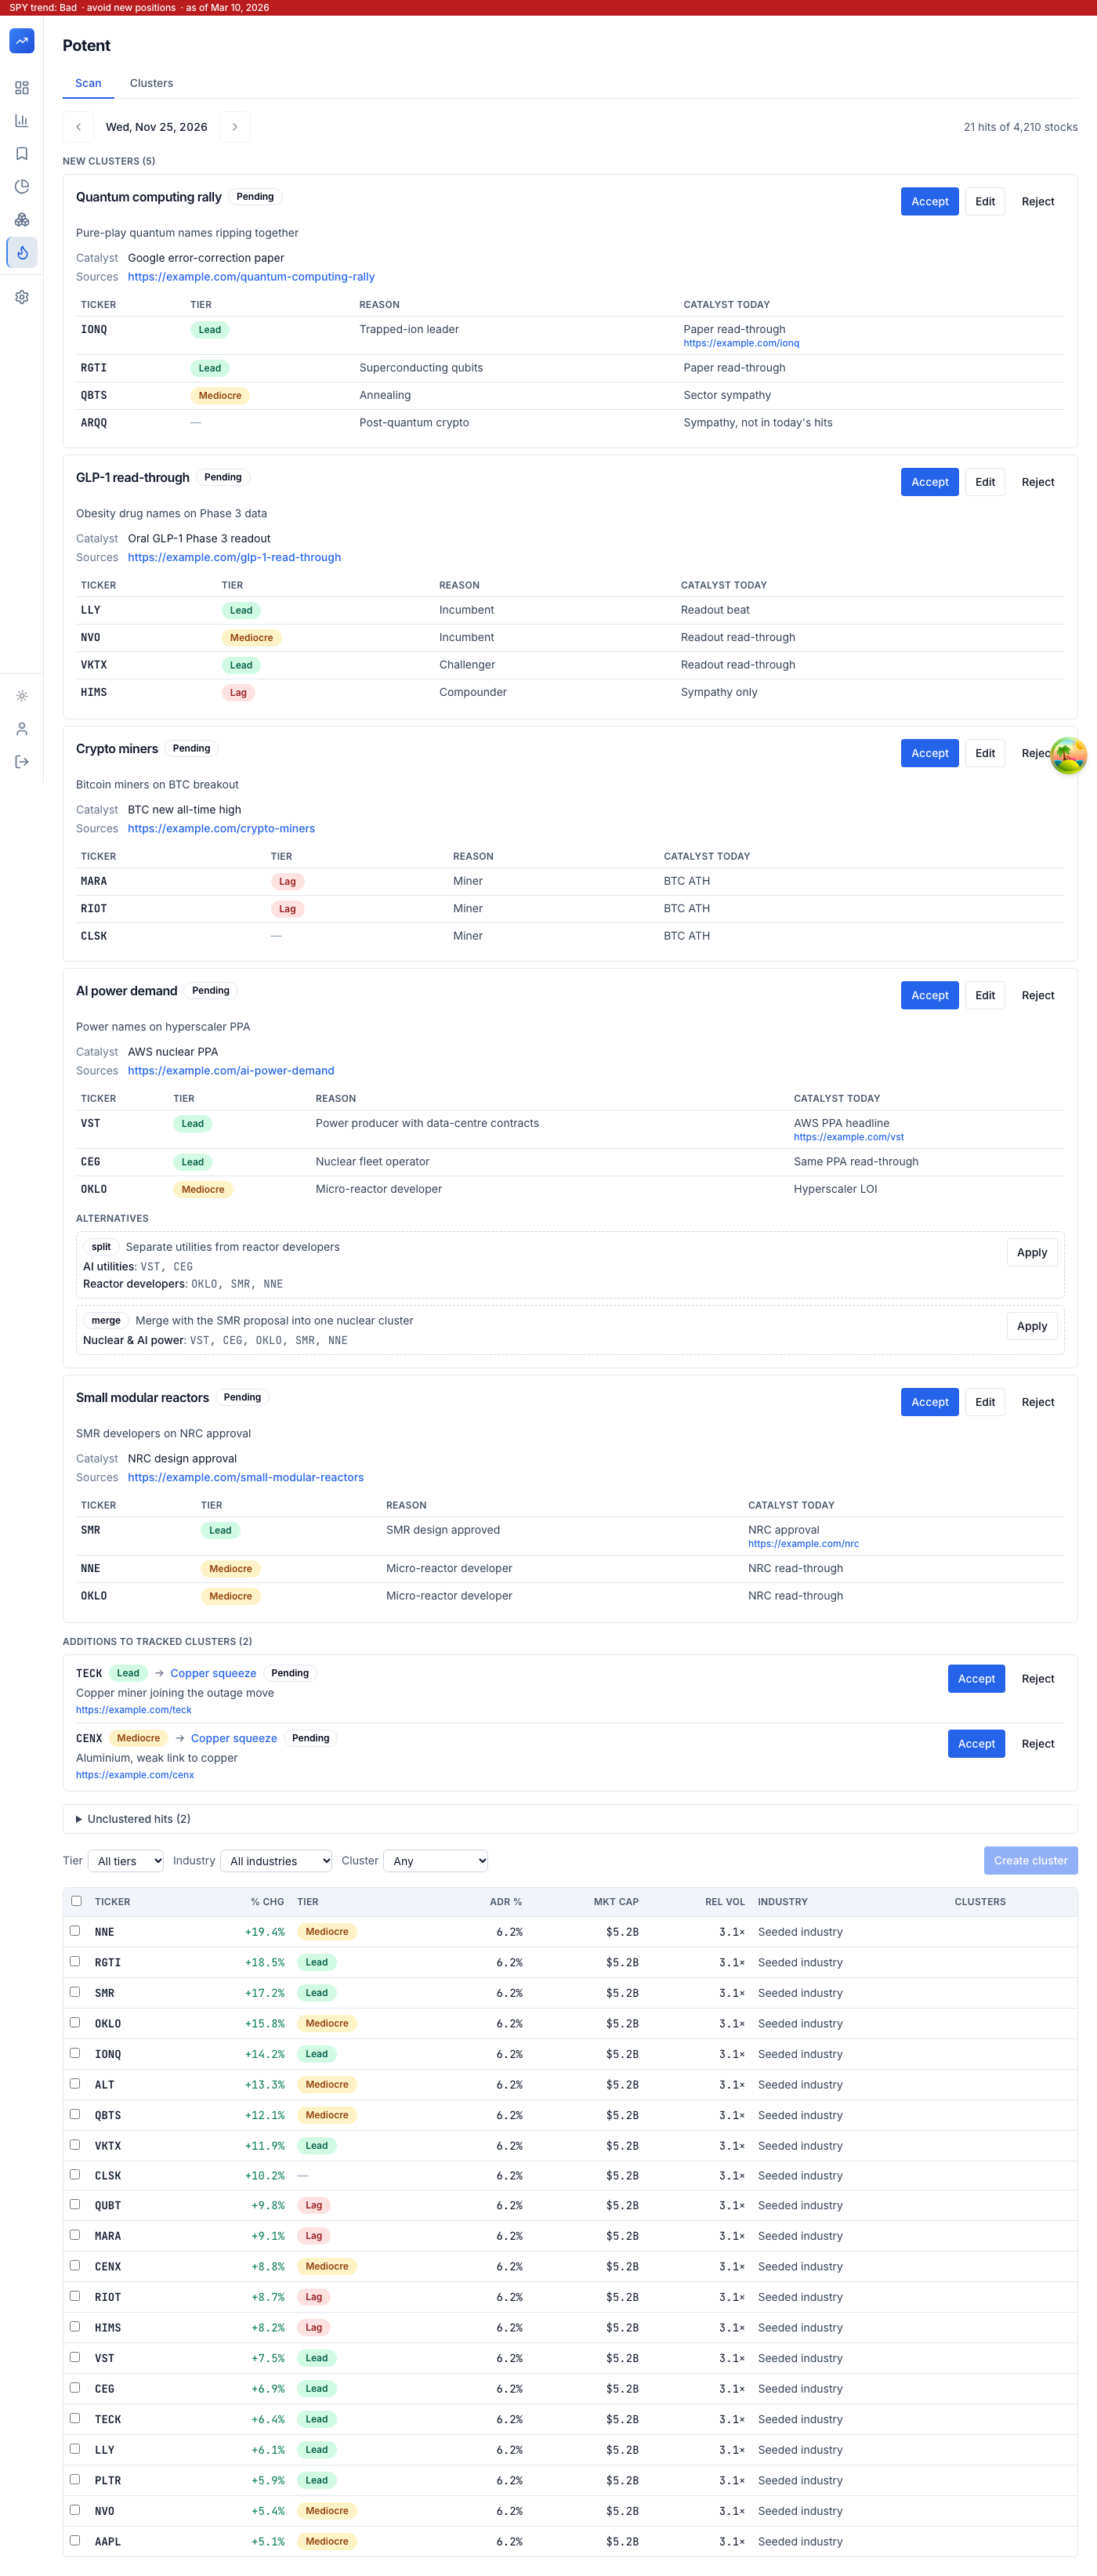 SPY trend: Bad · avoid new positions · as of Mar 10, 2026
Potent
Scan Clusters
Wed, Nov 25, 2026 21 hits of 4,210 stocks
NEW CLUSTERS (5)
Quantum computing rally Pending Accept Edit Reject
Pure-play quantum names ripping together
Catalyst Google error-correction paper
Sources https://example.com/quantum-computing-rally
TICKER TIER REASON CATALYST TODAY
IONQ Lead Trapped-ion leader Paper read-through
https://example.com/ionq
RGTI Lead Superconducting qubits Paper read-through
QBTS Mediocre Annealing Sector sympathy
ARQQ — Post-quantum crypto Sympathy, not in today's hits
GLP-1 read-through Pending Accept Edit Reject
Obesity drug names on Phase 3 data
Catalyst Oral GLP-1 Phase 3 readout
Sources https://example.com/glp-1-read-through
TICKER TIER REASON CATALYST TODAY
LLY Lead Incumbent Readout beat
NVO Mediocre Incumbent Readout read-through
VKTX Lead Challenger Readout read-through
HIMS Lag Compounder Sympathy only
Crypto miners Pending Accept Edit Rejec
Bitcoin miners on BTC breakout
Catalyst BTC new all-time high
Sources https://example.com/crypto-miners
TICKER TIER REASON CATALYST TODAY
MARA Lag Miner BTC ATH
RIOT Lag Miner BTC ATH
CLSK — Miner BTC ATH
AI power demand Pending Accept Edit Reject
Power names on hyperscaler PPA
Catalyst AWS nuclear PPA
Sources https://example.com/ai-power-demand
TICKER TIER REASON CATALYST TODAY
VST Lead Power producer with data-centre contracts AWS PPA headline
https://example.com/vst
CEG Lead Nuclear fleet operator Same PPA read-through
OKLO Mediocre Micro-reactor developer Hyperscaler LOI
ALTERNATIVES
split Separate utilities from reactor developers Apply
AI utilities: VST, CEG
Reactor developers: OKLO, SMR, NNE
merge Merge with the SMR proposal into one nuclear cluster Apply
Nuclear & AI power: VST, CEG, OKLO, SMR, NNE
Small modular reactors Pending Accept Edit Reject
SMR developers on NRC approval
Catalyst NRC design approval
Sources https://example.com/small-modular-reactors
TICKER TIER REASON CATALYST TODAY
SMR Lead SMR design approved NRC approval
https://example.com/nrc
NNE Mediocre Micro-reactor developer NRC read-through
OKLO Mediocre Micro-reactor developer NRC read-through
ADDITIONS TO TRACKED CLUSTERS (2)
TECK Lead → Copper squeeze Pending Accept Reject
Copper miner joining the outage move
https://example.com/teck
CENX Mediocre → Copper squeeze Pending Accept Reject
Aluminium, weak link to copper
https://example.com/cenx
Unclustered hits (2)
Tier All tiers Industry All industries Cluster Any Create cluster
TICKER % CHG TIER ADR % MKT CAP REL VOL INDUSTRY CLUSTERS
NNE +19.4% Mediocre 6.2% $5.2B 3.1× Seeded industry
RGTI +18.5% Lead 6.2% $5.2B 3.1× Seeded industry
SMR +17.2% Lead 6.2% $5.2B 3.1× Seeded industry
OKLO +15.8% Mediocre 6.2% $5.2B 3.1× Seeded industry
IONQ +14.2% Lead 6.2% $5.2B 3.1× Seeded industry
ALT +13.3% Mediocre 6.2% $5.2B 3.1× Seeded industry
QBTS +12.1% Mediocre 6.2% $5.2B 3.1× Seeded industry
VKTX +11.9% Lead 6.2% $5.2B 3.1× Seeded industry
CLSK +10.2% — 6.2% $5.2B 3.1× Seeded industry
QUBT +9.8% Lag 6.2% $5.2B 3.1× Seeded industry
MARA +9.1% Lag 6.2% $5.2B 3.1× Seeded industry
CENX +8.8% Mediocre 6.2% $5.2B 3.1× Seeded industry
RIOT +8.7% Lag 6.2% $5.2B 3.1× Seeded industry
HIMS +8.2% Lag 6.2% $5.2B 3.1× Seeded industry
VST +7.5% Lead 6.2% $5.2B 3.1× Seeded industry
CEG +6.9% Lead 6.2% $5.2B 3.1× Seeded industry
TECK +6.4% Lead 6.2% $5.2B 3.1× Seeded industry
LLY +6.1% Lead 6.2% $5.2B 3.1× Seeded industry
PLTR +5.9% Lead 6.2% $5.2B 3.1× Seeded industry
NVO +5.4% Mediocre 6.2% $5.2B 3.1× Seeded industry
AAPL +5.1% Mediocre 6.2% $5.2B 3.1× Seeded industry